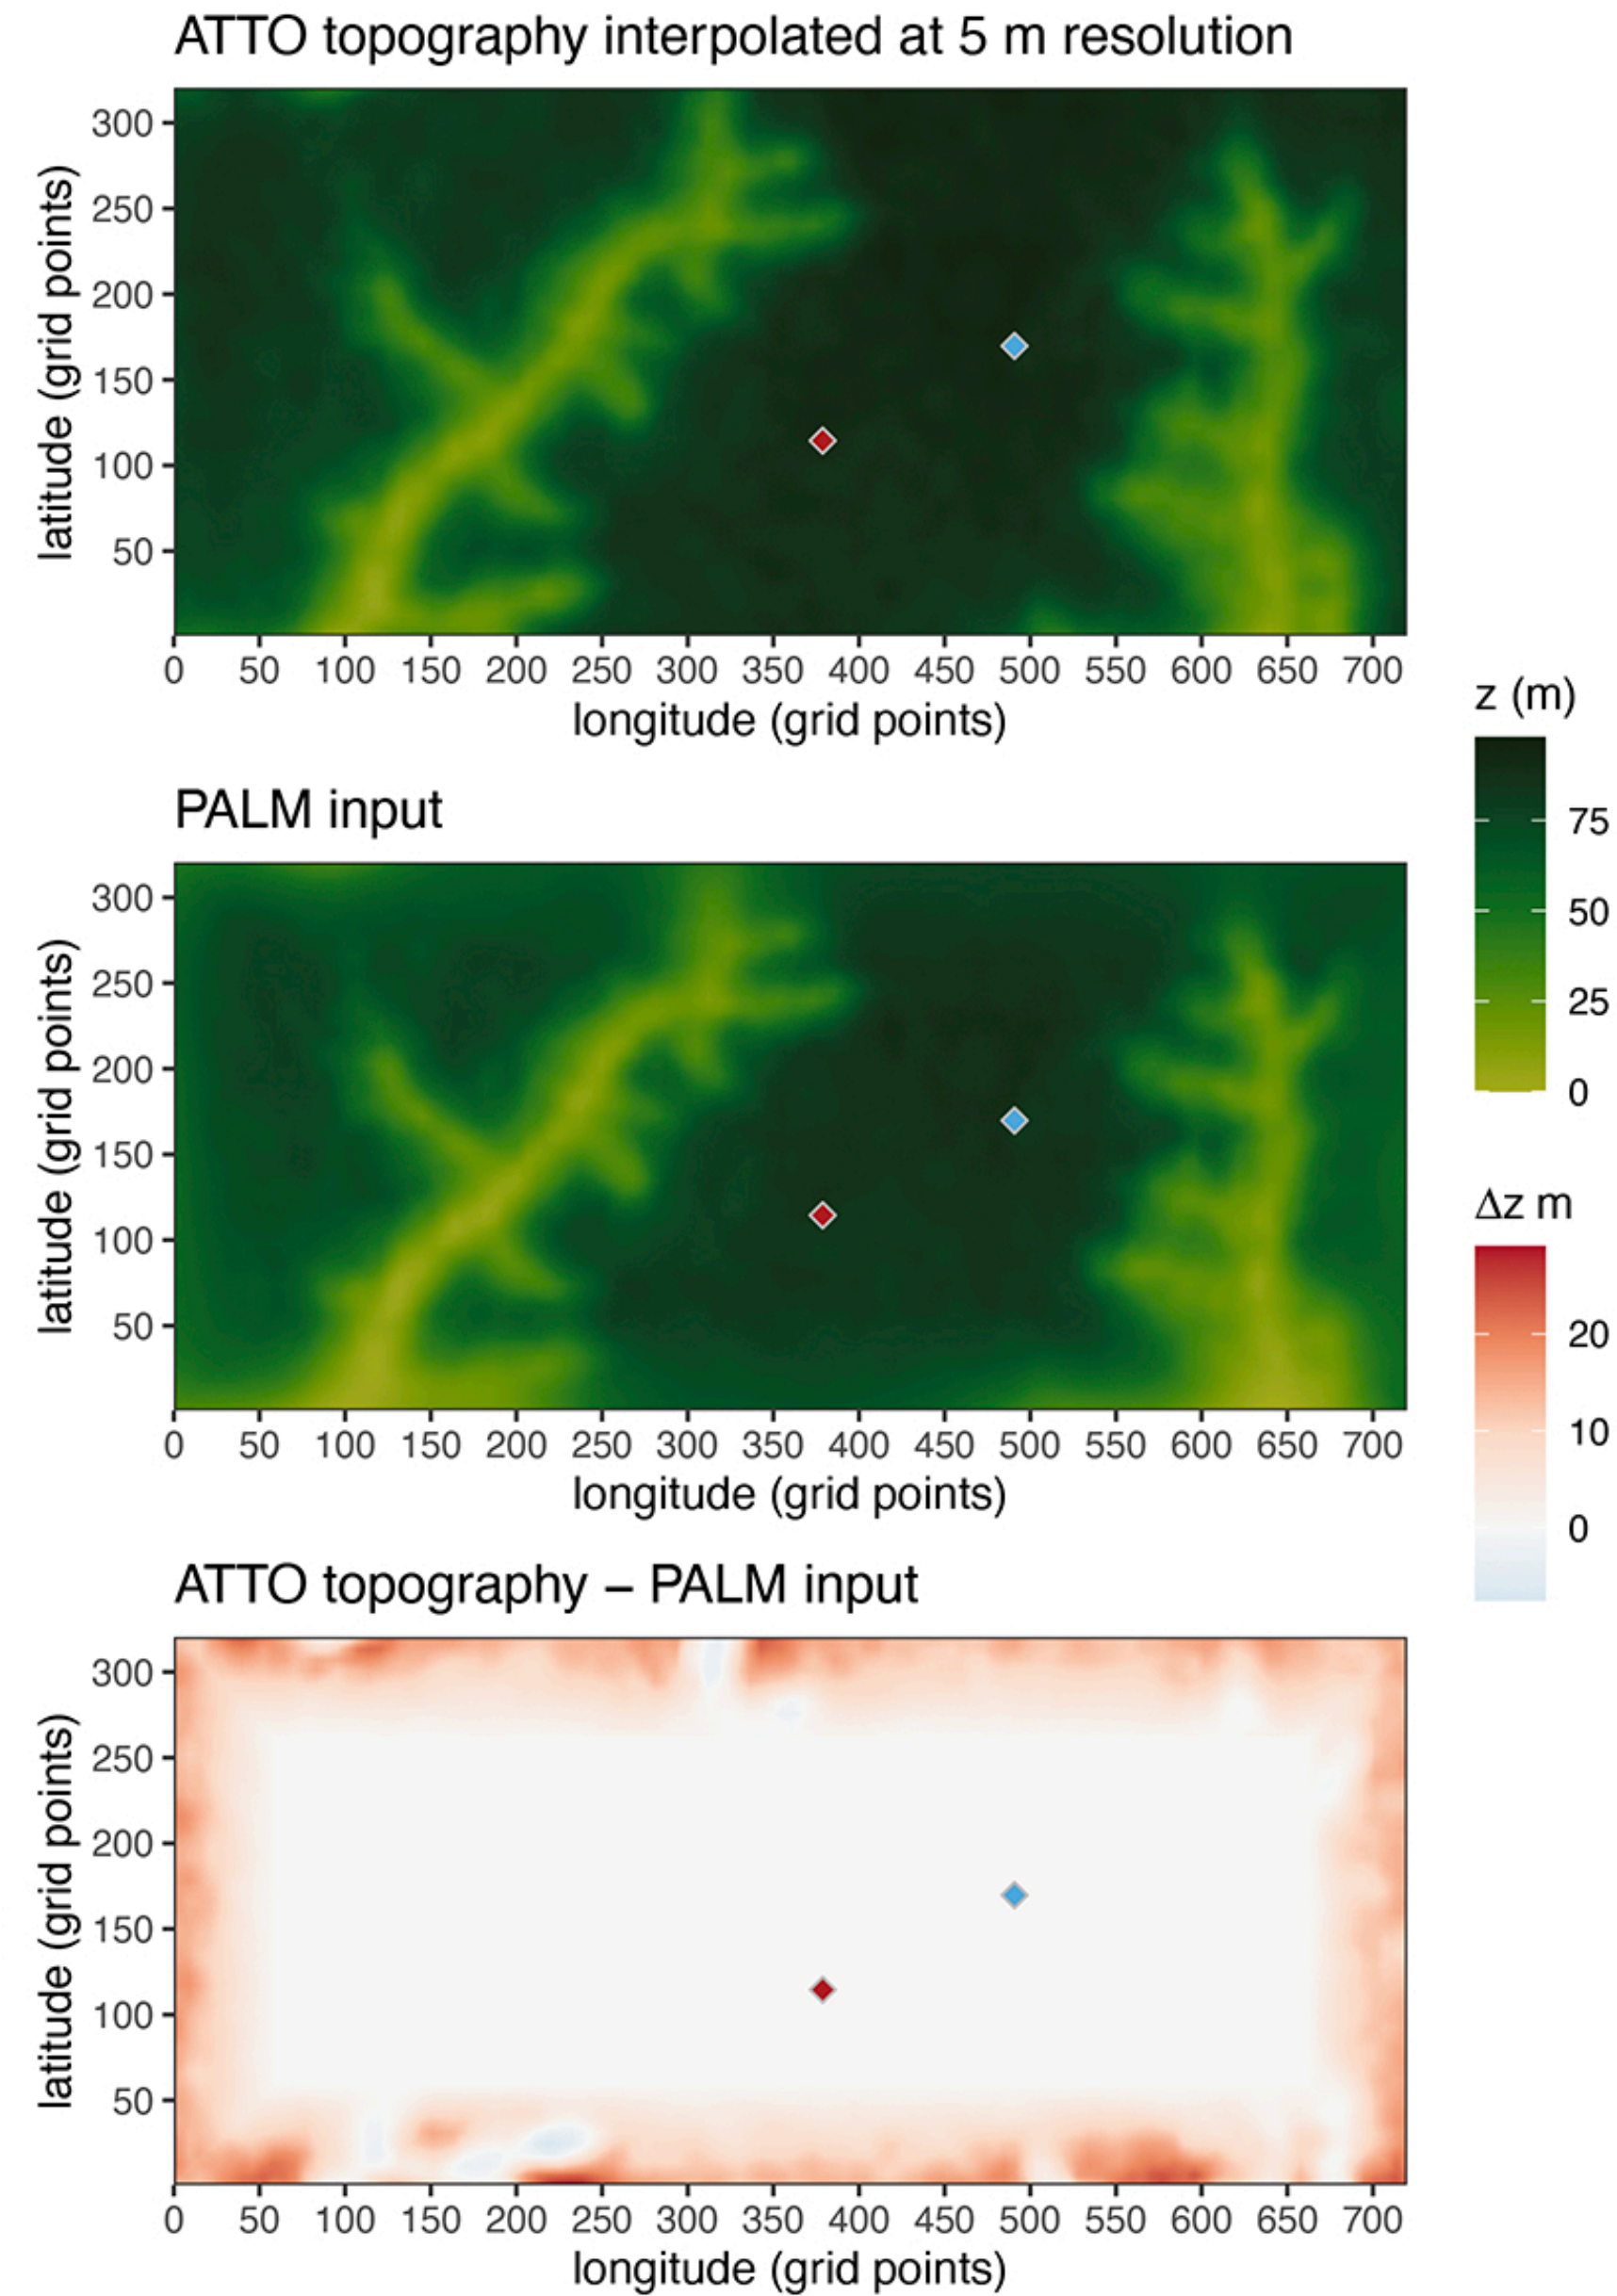 ATTO topography interpolated at 5 m resolution
latitude (grid points)
300
250
200
150
100
50
0 50 100 150 200 250 300 350 400 450 500 550 600 650 700
longitude (grid points)
PALM input
latitude (grid points)
300
250
200
150
100
50
0 50 100 150 200 250 300 350 400 450 500 550 600 650 700
longitude (grid points)
ATTO topography – PALM input
latitude (grid points)
300
250
200
150
100
50
0 50 100 150 200 250 300 350 400 450 500 550 600 650 700
longitude (grid points)
z (m)
75
50
25
0
Δz m
20
10
0